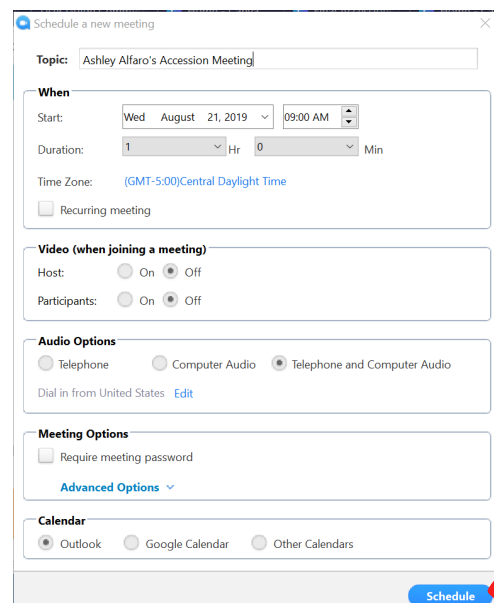 Schedule a new meeting
Topic: Ashley Alfaro's Accession Meeting
When
Start: Wed August 21, 2019 09:00 AM
Duration: 1 Hr 0 Min
Time Zone: (GMT-5:00)Central Daylight Time
Recurring meeting
Video (when joining a meeting)
Host: On Off
Participants: On Off
Audio Options
Telephone Computer Audio Telephone and Computer Audio
Dial in from United States Edit
Meeting Options
Require meeting password
Advanced Options
Calendar
Outlook Google Calendar Other Calendars
Schedule